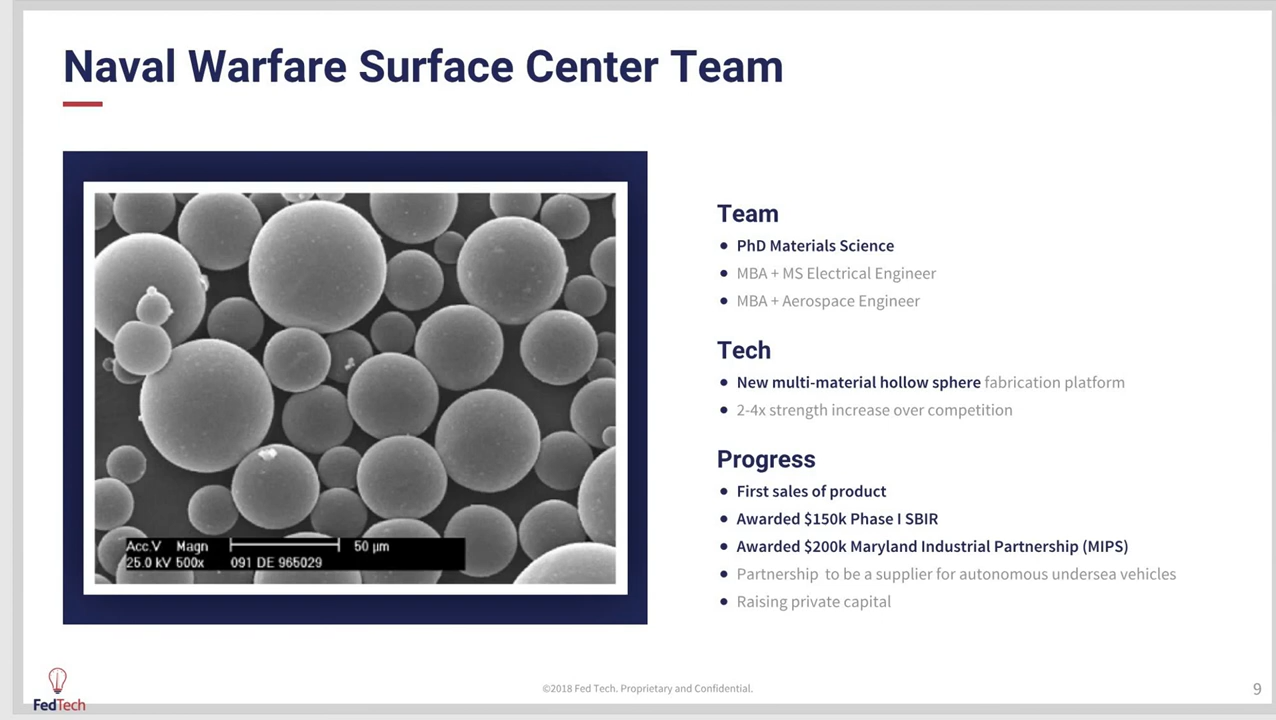 Naval Warfare Surface Center Team
Acc.V Magn 50 µm
25.0 kV 500x 091 DE 965029
Team
PhD Materials Science
MBA + MS Electrical Engineer
MBA + Aerospace Engineer
Tech
New multi-material hollow sphere fabrication platform
2-4x strength increase over competition
Progress
First sales of product
Awarded $150k Phase I SBIR
Awarded $200k Maryland Industrial Partnership (MIPS)
Partnership to be a supplier for autonomous undersea vehicles
Raising private capital
FedTech
©2018 Fed Tech. Proprietary and Confidential.
9